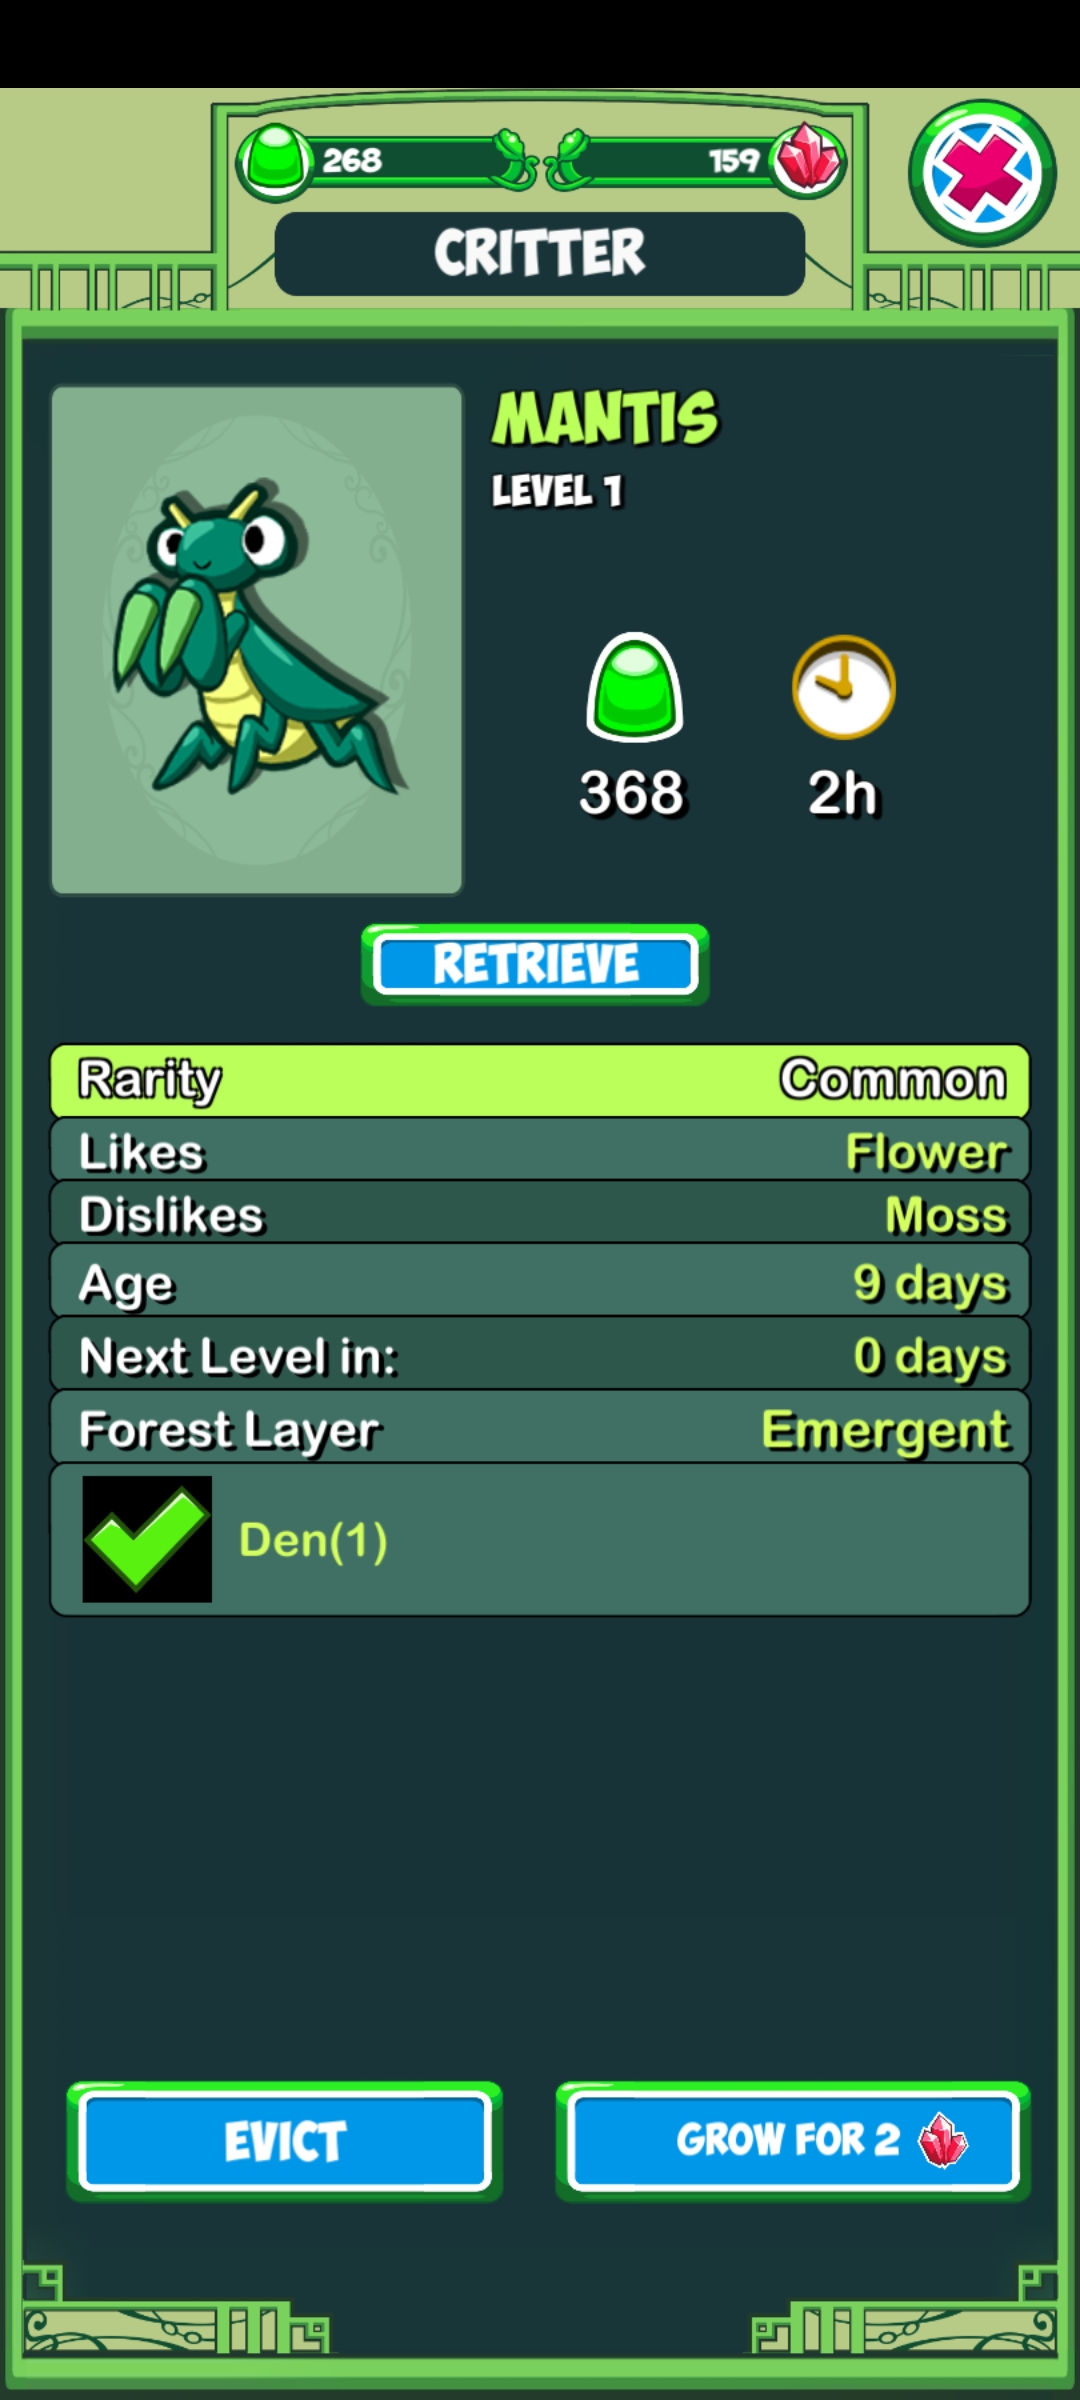 268
159
CRITTER
MANTIS
LEVEL 1
368
2h
RETRIEVE
Rarity Common
Likes Flower
Dislikes Moss
Age 9 days
Next Level in: 0 days
Forest Layer Emergent
Den(1)
EVICT
GROW FOR 2